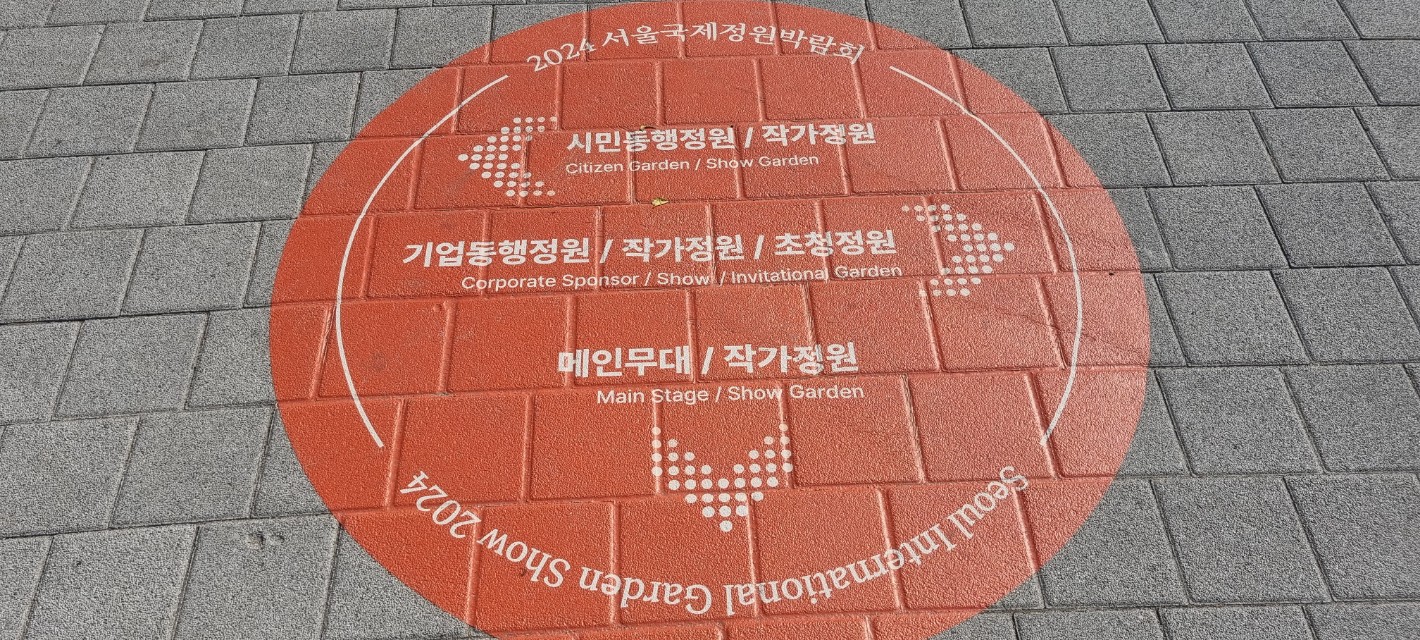 2024 서울국제정원박람회
시민동행정원 / 작가정원
Citizen Garden / Show Garden
기업동행정원 / 작가정원 / 초청정원
Corporate Sponsor / Show / Invitational Garden
메인무대 / 작가정원
Main Stage / Show Garden
Seoul International Garden Show 2024